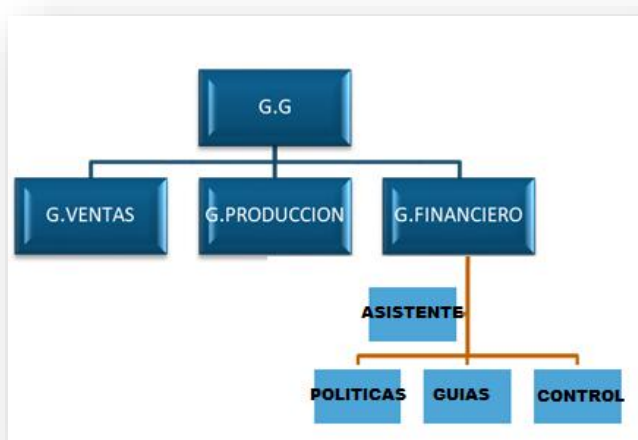 G.G
G.VENTAS
G.PRODUCCION
G.FINANCIERO
ASISTENTE
POLITICAS
GUIAS
CONTROL